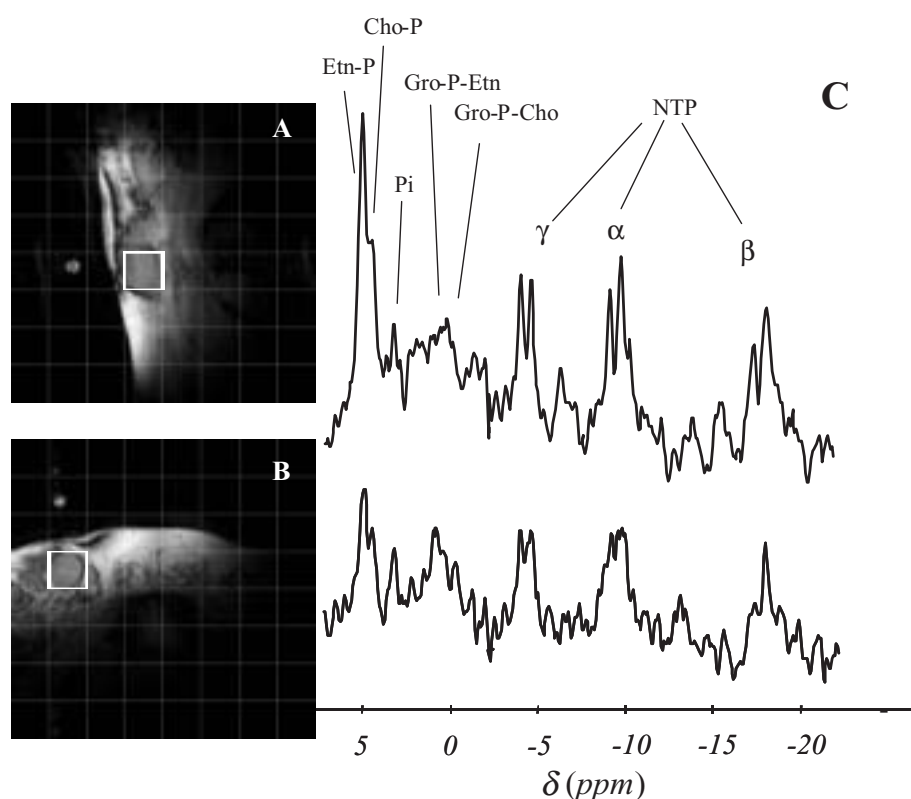 Cho-P
Etn-P
Gro-P-Etn
Gro-P-Cho
Pi
NTP
C
A
γ
α
β
B
5 0 -5 -10 -15 -20
δ (ppm)